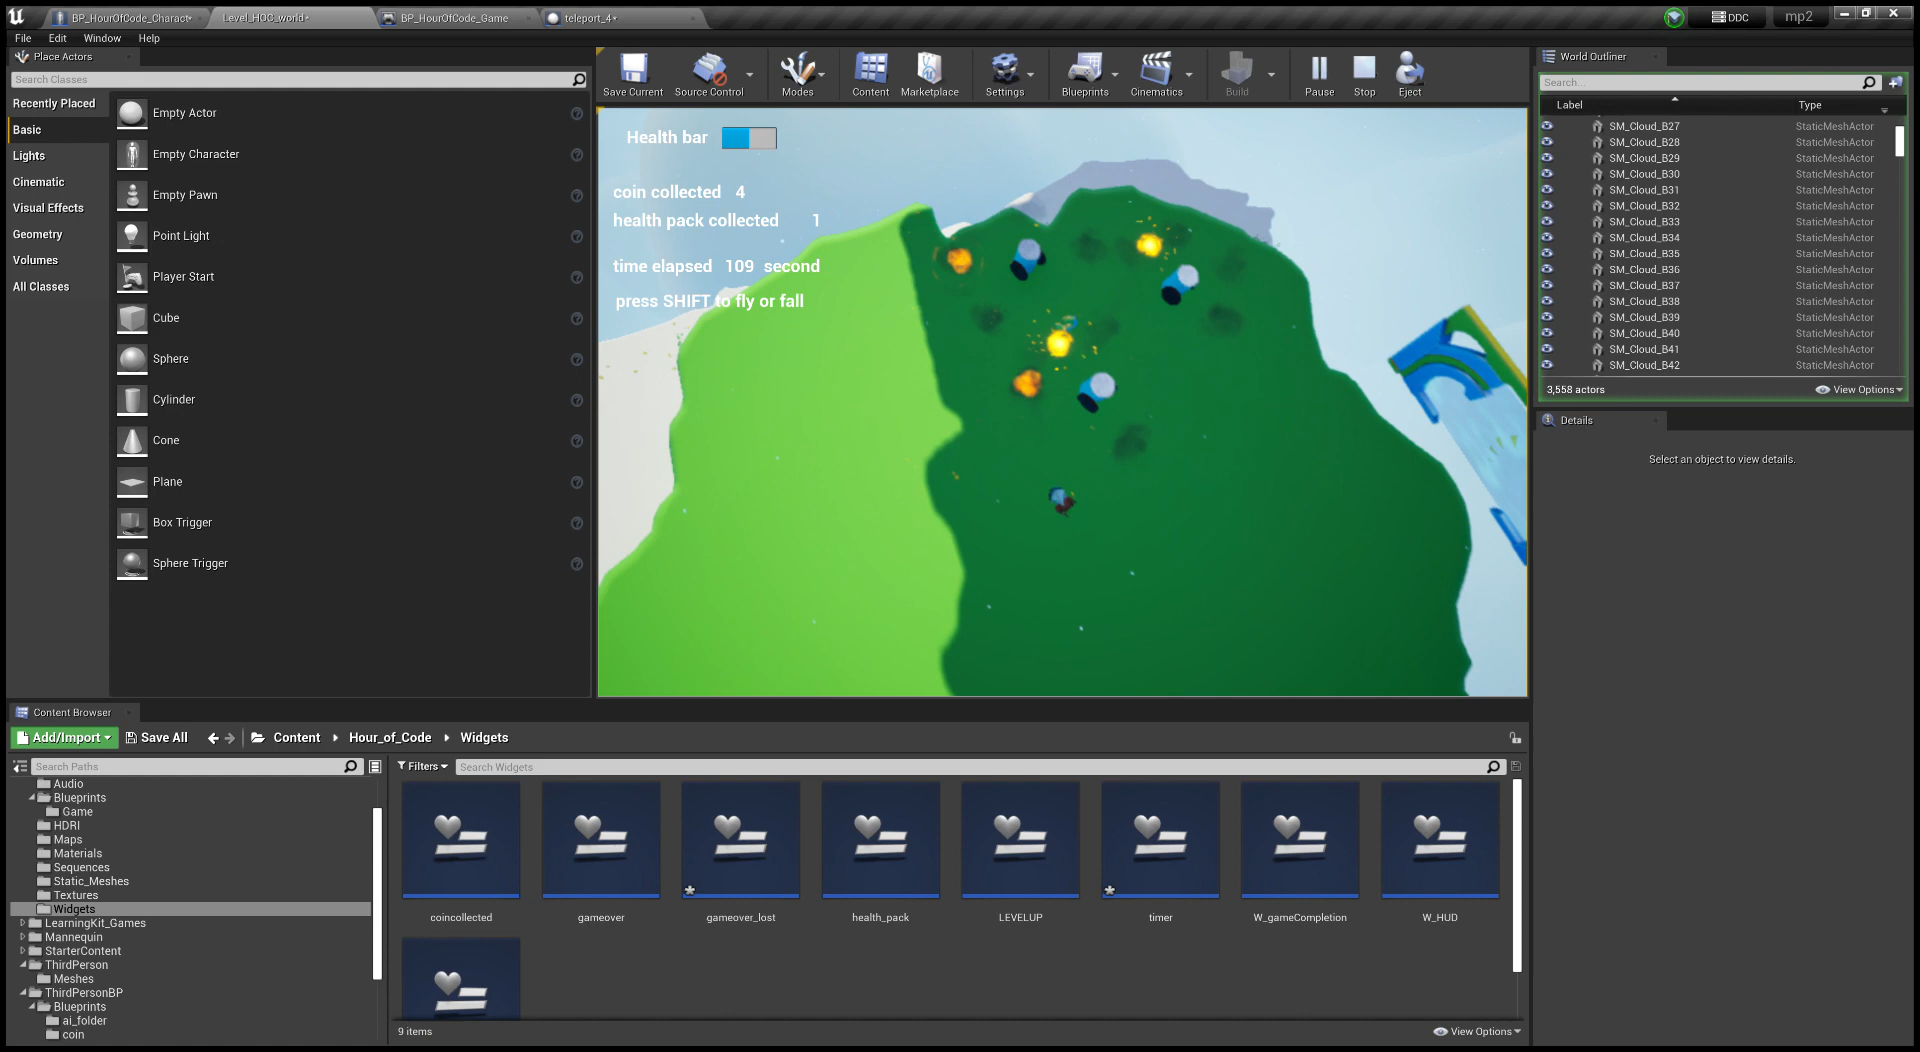 BP_HourOfCode_Charact
Level_HOC_world*
BP_HourOfCode_Game
teleport_4*
DDC
mp2
File
Edit
Window
Help
Place Actors
World Outliner
Search Classes
Recently Placed
Basic
Lights
Cinematic
Visual Effects
Geometry
Volumes
All Classes
Empty Actor
Empty Character
Empty Pawn
Point Light
Player Start
Cube
Sphere
Cylinder
Cone
Plane
Box Trigger
Sphere Trigger
Save Current
Source Control
Modes
Content
Marketplace
Settings
Blueprints
Cinematics
Build
Pause
Stop
Eject
Health bar
coin collected 4
health pack collected 1
time elapsed 109 second
press SHIFT to fly or fall
Search...
Label
Type
SM_Cloud_B27 StaticMeshActor
SM_Cloud_B28 StaticMeshActor
SM_Cloud_B29 StaticMeshActor
SM_Cloud_B30 StaticMeshActor
SM_Cloud_B31 StaticMeshActor
SM_Cloud_B32 StaticMeshActor
SM_Cloud_B33 StaticMeshActor
SM_Cloud_B34 StaticMeshActor
SM_Cloud_B35 StaticMeshActor
SM_Cloud_B36 StaticMeshActor
SM_Cloud_B37 StaticMeshActor
SM_Cloud_B38 StaticMeshActor
SM_Cloud_B39 StaticMeshActor
SM_Cloud_B40 StaticMeshActor
SM_Cloud_B41 StaticMeshActor
SM_Cloud_B42 StaticMeshActor
3,558 actors
View Options
Details
Select an object to view details.
Content Browser
Add/Import
Save All
Content
Hour_of_Code
Widgets
Search Paths
Filters
Search Widgets
Audio
Blueprints
Game
HDRI
Maps
Materials
Sequences
Static_Meshes
Textures
Widgets
LearningKit_Games
Mannequin
StarterContent
ThirdPerson
Meshes
ThirdPersonBP
Blueprints
ai_folder
coin
coincollected
gameover
gameover_lost
health_pack
LEVELUP
timer
W_gameCompletion
W_HUD
9 items
View Options